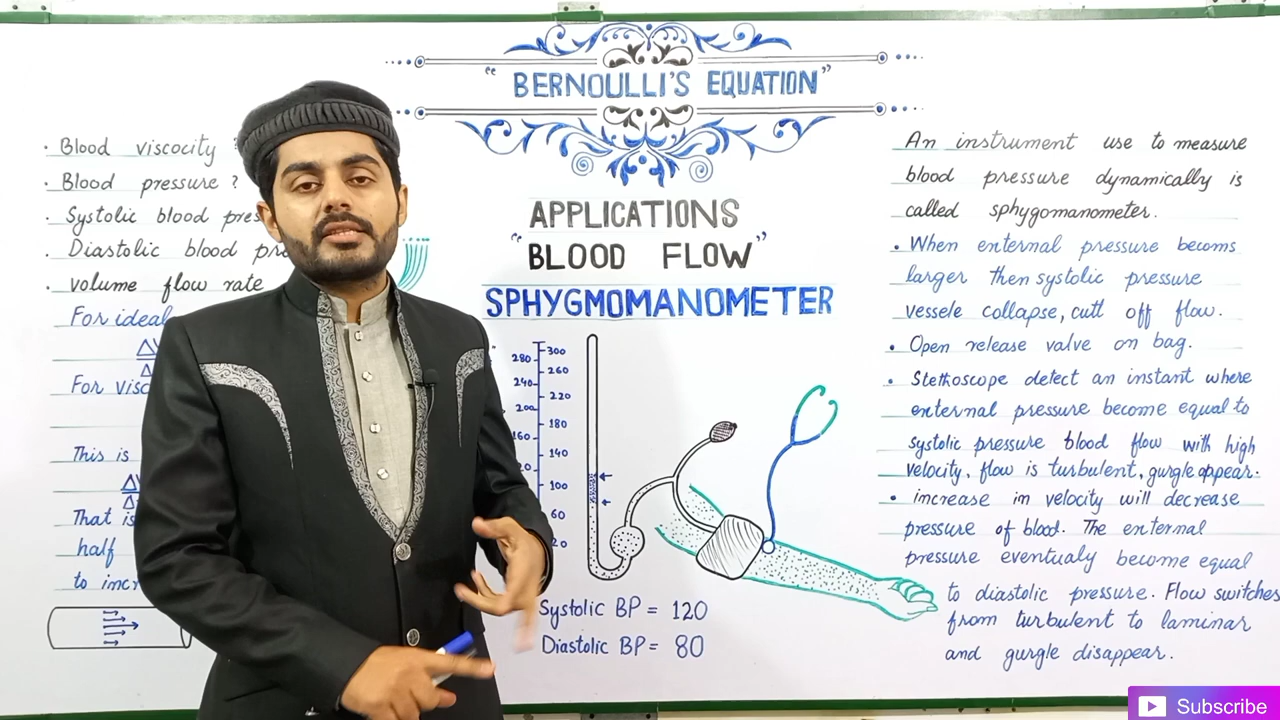 "BERNOULLI'S EQUATION"
APPLICATIONS
"BLOOD FLOW"
SPHYGMOMANOMETER
· Blood viscocity
· Blood pressure ?
· Systolic blood pres
· Diastolic blood pr
· volume flow rate
For ideal
For visc
This is
That is
half
to incr
300
280
260
240
220
200
180
160
140
100
60
20
Systolic BP = 120
Diastolic BP = 80
An instrument use to measure
blood pressure dynamically is
called sphygomanometer.
• When enternal pressure becoms
larger then systolic pressure
vessele collapse, cutt off flow.
• Open release valve on bag.
• Stethoscope detect an instant where
enternal pressure become equal to
systolic pressure blood flow with high
velocity, flow is turbulent, gurgle appear.
• increase in velocity will decrease
pressure of blood. The enternal
pressure eventualy become equal
to diastolic pressure. Flow switches
from turbulent to laminar
and gurgle disappear.
Subscribe